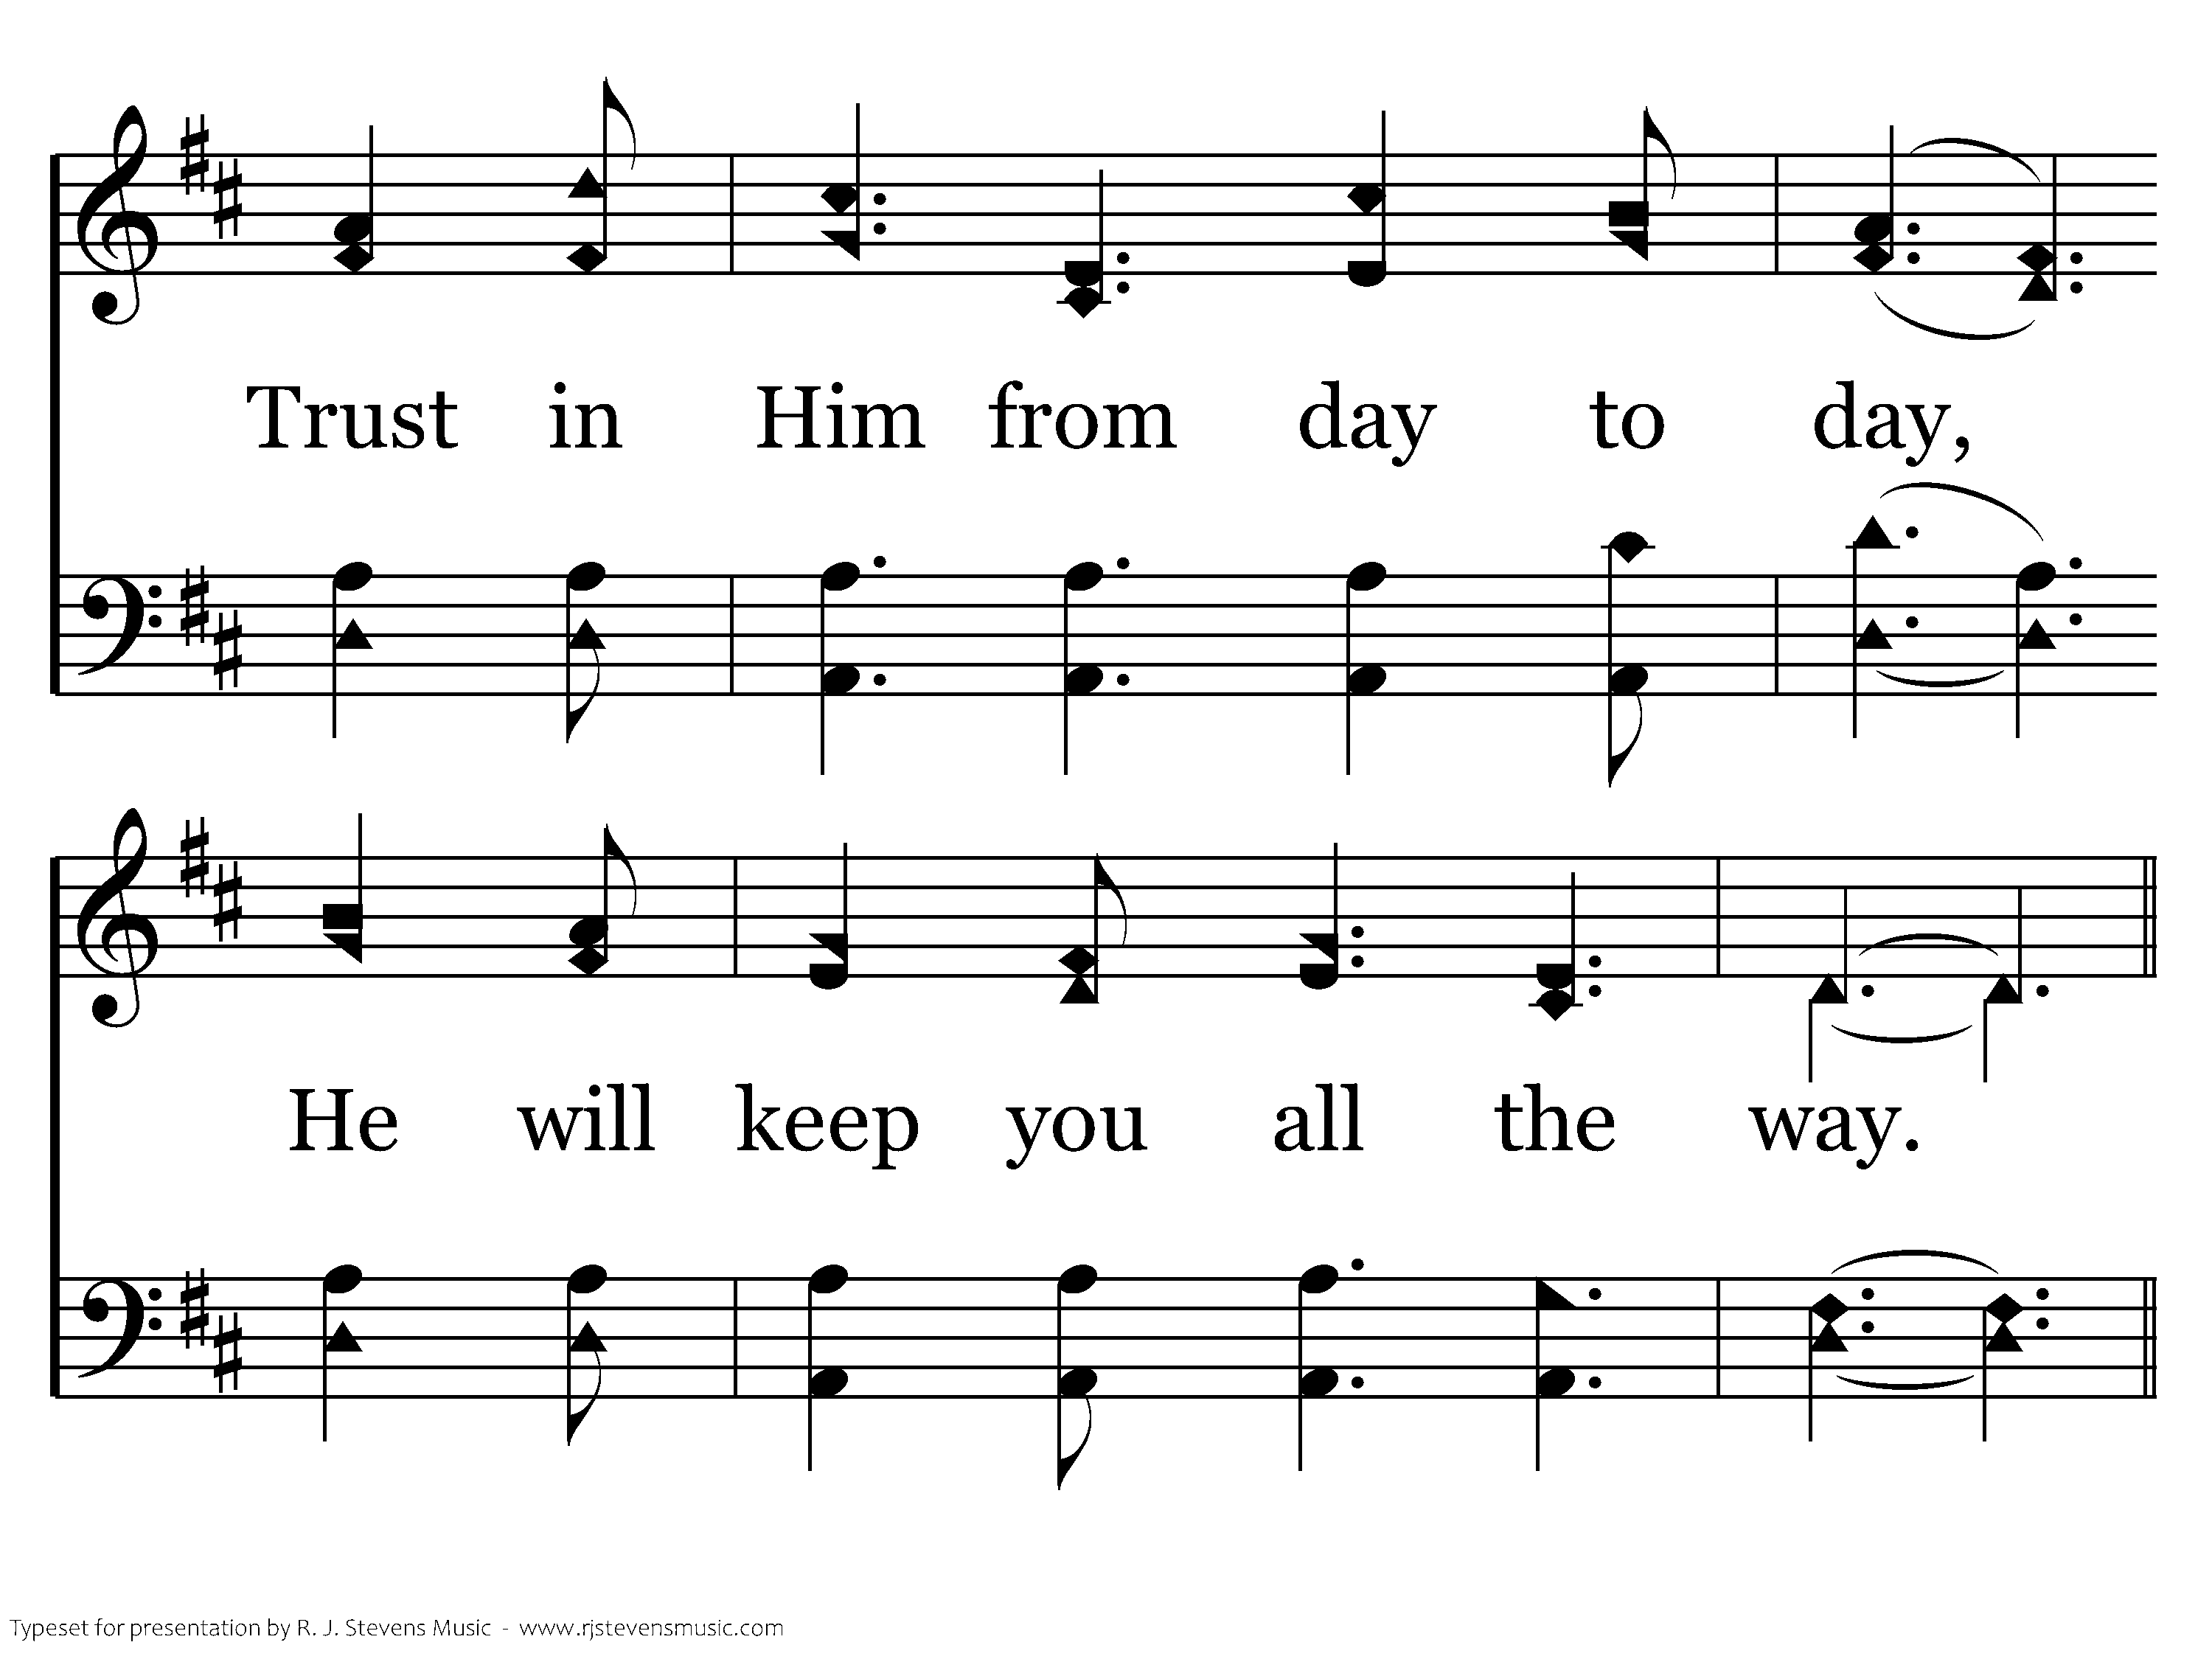 Trust in Him from day to day,
He will keep you all the way.
Typeset for presentation by R. J. Stevens Music - www.rjstevensmusic.com